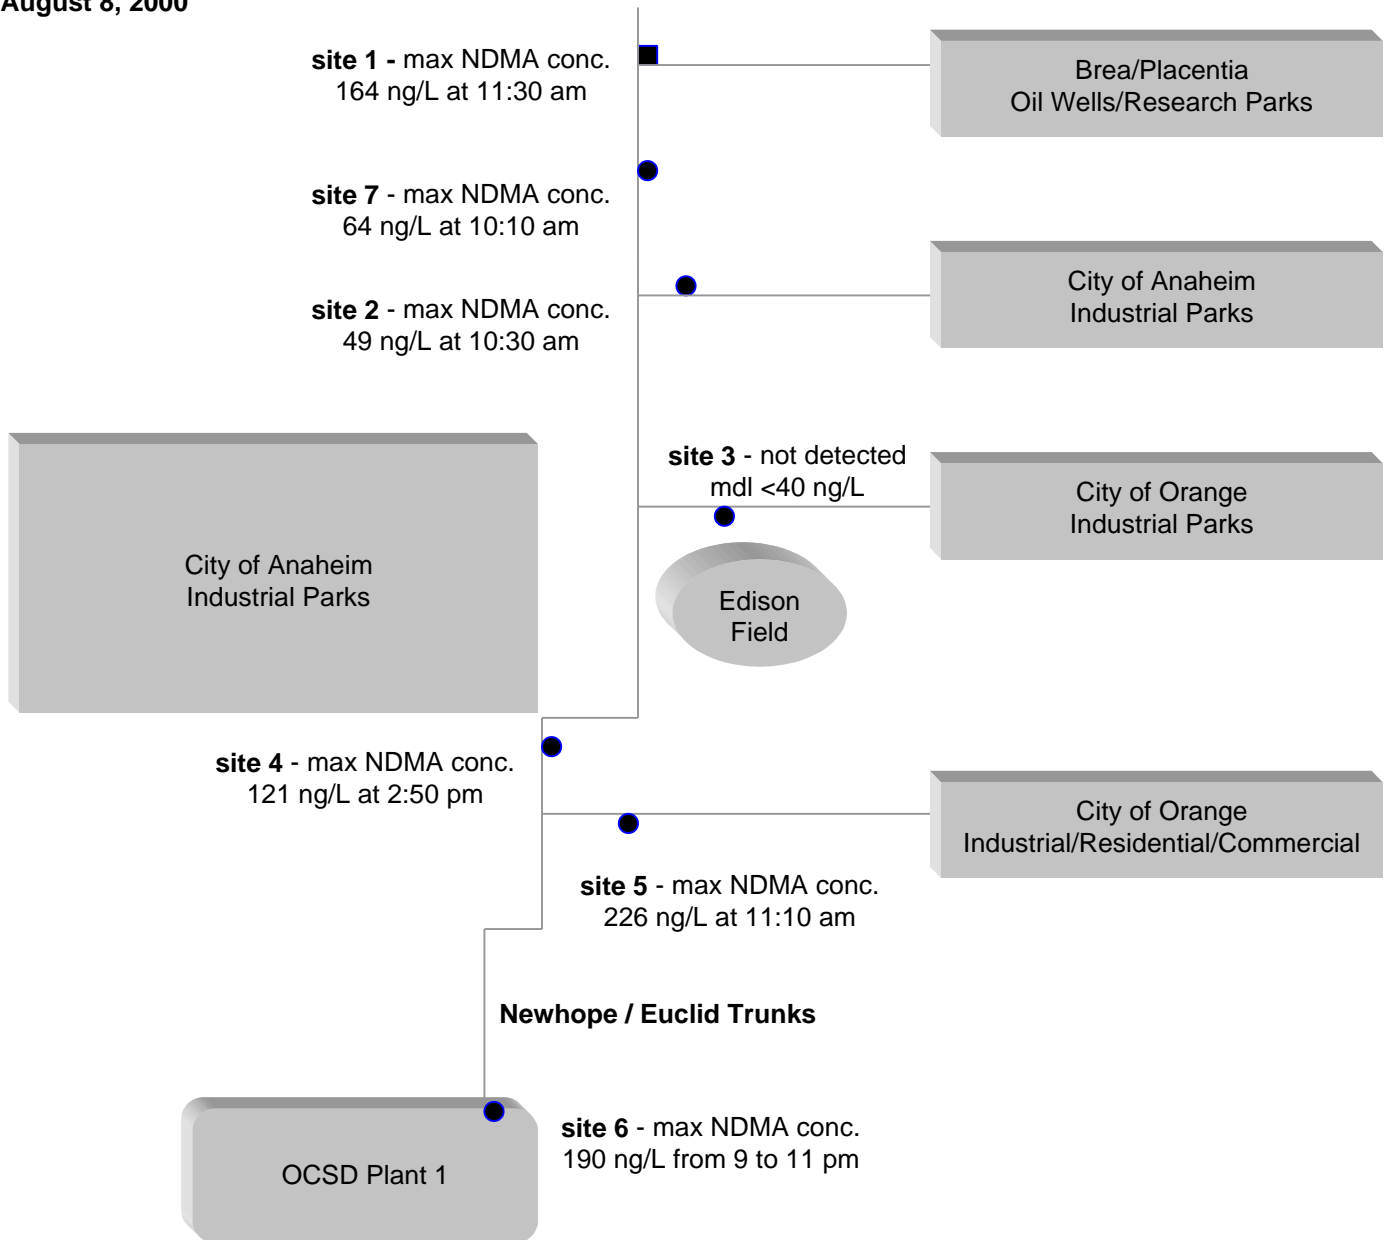 August 8, 2000
site 1 - max NDMA conc.
164 ng/L at 11:30 am
Brea/Placentia
Oil Wells/Research Parks
site 7 - max NDMA conc.
64 ng/L at 10:10 am
City of Anaheim
Industrial Parks
site 2 - max NDMA conc.
49 ng/L at 10:30 am
site 3 - not detected
mdl <40 ng/L
City of Orange
Industrial Parks
City of Anaheim
Industrial Parks
Edison
Field
site 4 - max NDMA conc.
121 ng/L at 2:50 pm
City of Orange
Industrial/Residential/Commercial
site 5 - max NDMA conc.
226 ng/L at 11:10 am
Newhope / Euclid Trunks
site 6 - max NDMA conc.
190 ng/L from 9 to 11 pm
OCSD Plant 1